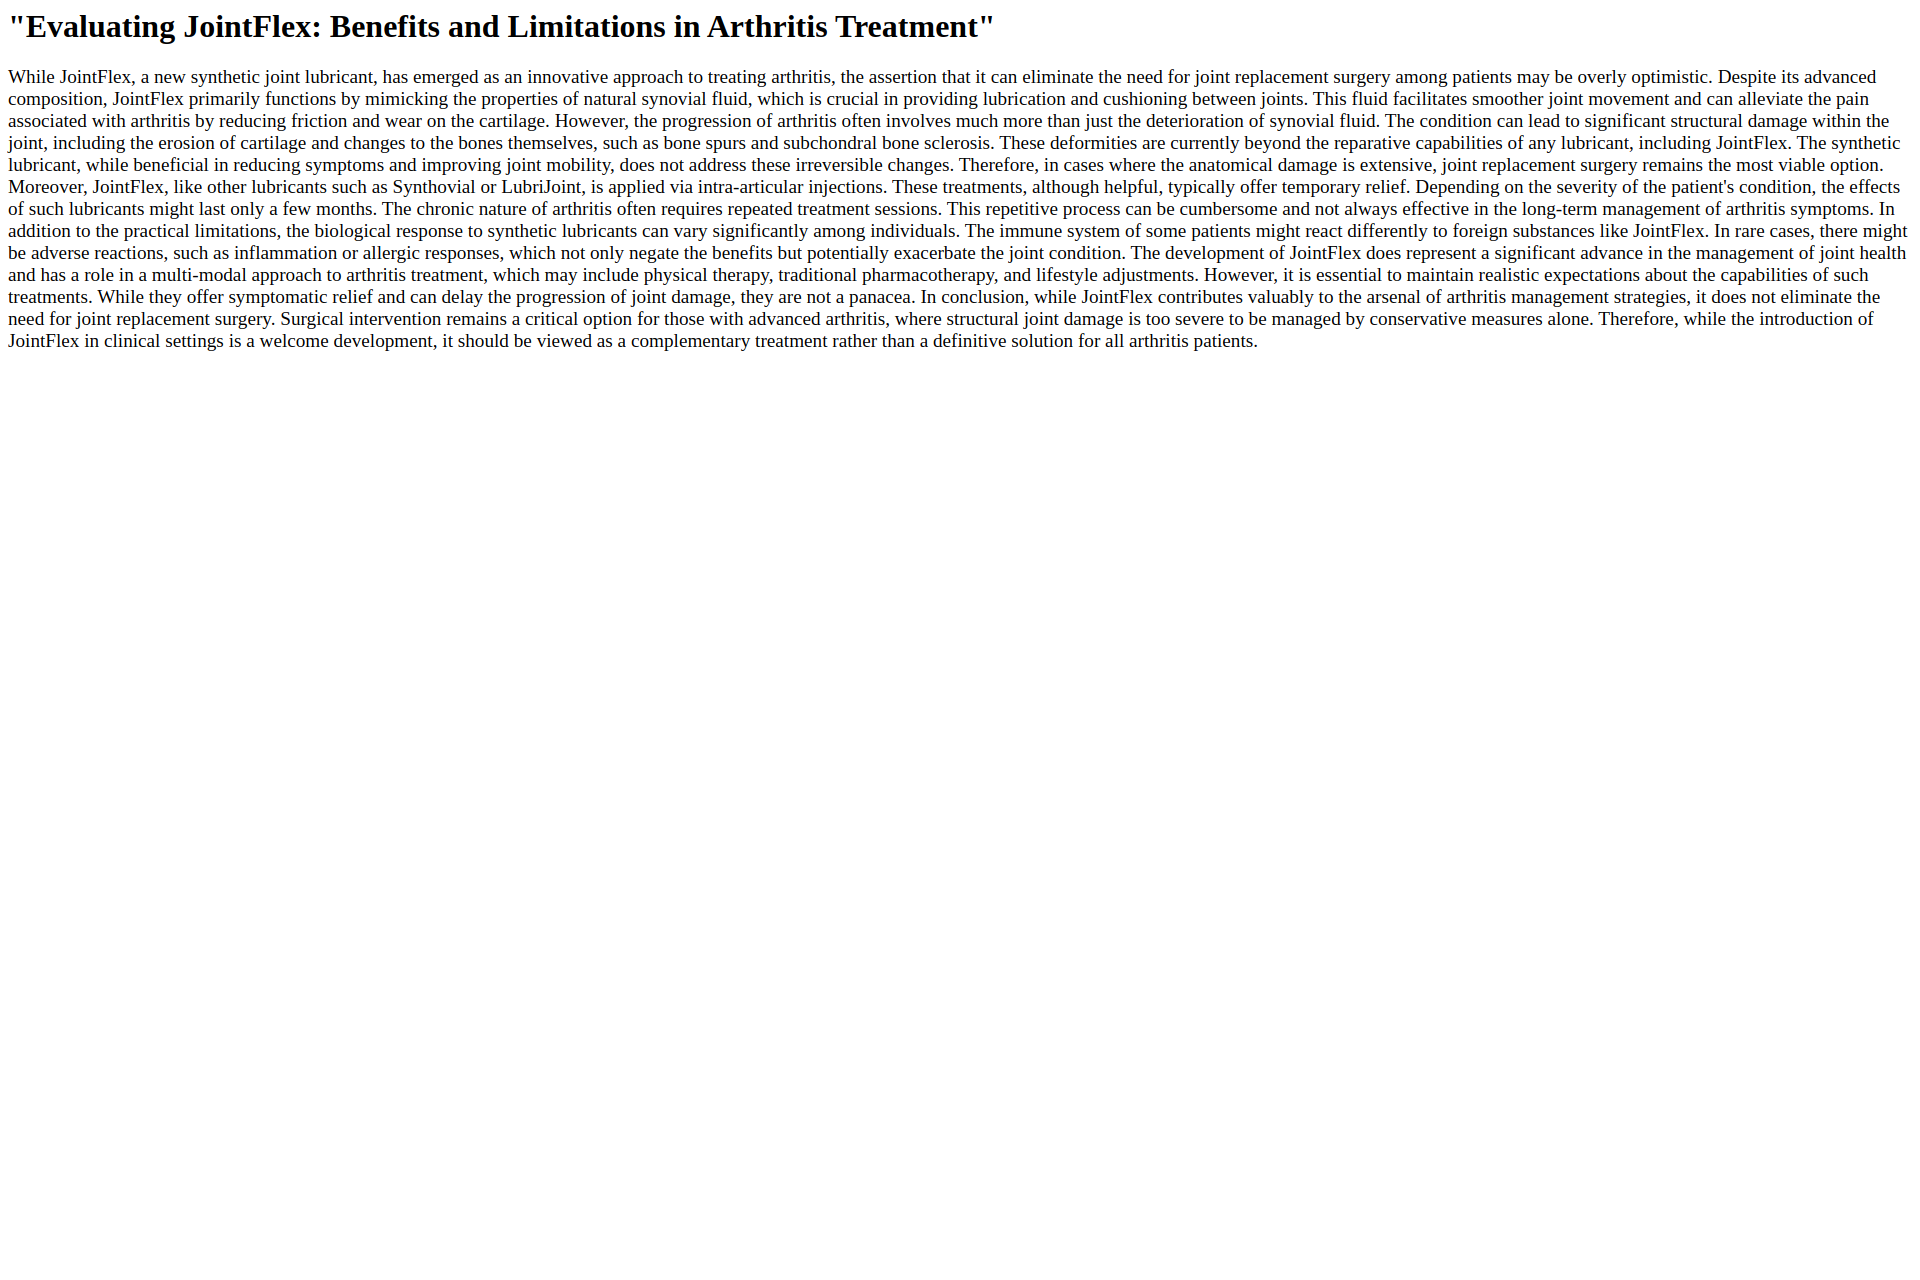 "Evaluating JointFlex: Benefits and Limitations in Arthritis Treatment"
While JointFlex, a new synthetic joint lubricant, has emerged as an innovative approach to treating arthritis, the assertion that it can eliminate the need for joint replacement surgery among patients may be overly optimistic. Despite its advanced
composition, JointFlex primarily functions by mimicking the properties of natural synovial fluid, which is crucial in providing lubrication and cushioning between joints. This fluid facilitates smoother joint movement and can alleviate the pain
associated with arthritis by reducing friction and wear on the cartilage. However, the progression of arthritis often involves much more than just the deterioration of synovial fluid. The condition can lead to significant structural damage within the
joint, including the erosion of cartilage and changes to the bones themselves, such as bone spurs and subchondral bone sclerosis. These deformities are currently beyond the reparative capabilities of any lubricant, including JointFlex. The synthetic
lubricant, while beneficial in reducing symptoms and improving joint mobility, does not address these irreversible changes. Therefore, in cases where the anatomical damage is extensive, joint replacement surgery remains the most viable option.
Moreover, JointFlex, like other lubricants such as Synthovial or LubriJoint, is applied via intra-articular injections. These treatments, although helpful, typically offer temporary relief. Depending on the severity of the patient's condition, the effects
of such lubricants might last only a few months. The chronic nature of arthritis often requires repeated treatment sessions. This repetitive process can be cumbersome and not always effective in the long-term management of arthritis symptoms. In
addition to the practical limitations, the biological response to synthetic lubricants can vary significantly among individuals. The immune system of some patients might react differently to foreign substances like JointFlex. In rare cases, there might
be adverse reactions, such as inflammation or allergic responses, which not only negate the benefits but potentially exacerbate the joint condition. The development of JointFlex does represent a significant advance in the management of joint health
and has a role in a multi-modal approach to arthritis treatment, which may include physical therapy, traditional pharmacotherapy, and lifestyle adjustments. However, it is essential to maintain realistic expectations about the capabilities of such
treatments. While they offer symptomatic relief and can delay the progression of joint damage, they are not a panacea. In conclusion, while JointFlex contributes valuably to the arsenal of arthritis management strategies, it does not eliminate the
need for joint replacement surgery. Surgical intervention remains a critical option for those with advanced arthritis, where structural joint damage is too severe to be managed by conservative measures alone. Therefore, while the introduction of
JointFlex in clinical settings is a welcome development, it should be viewed as a complementary treatment rather than a definitive solution for all arthritis patients.